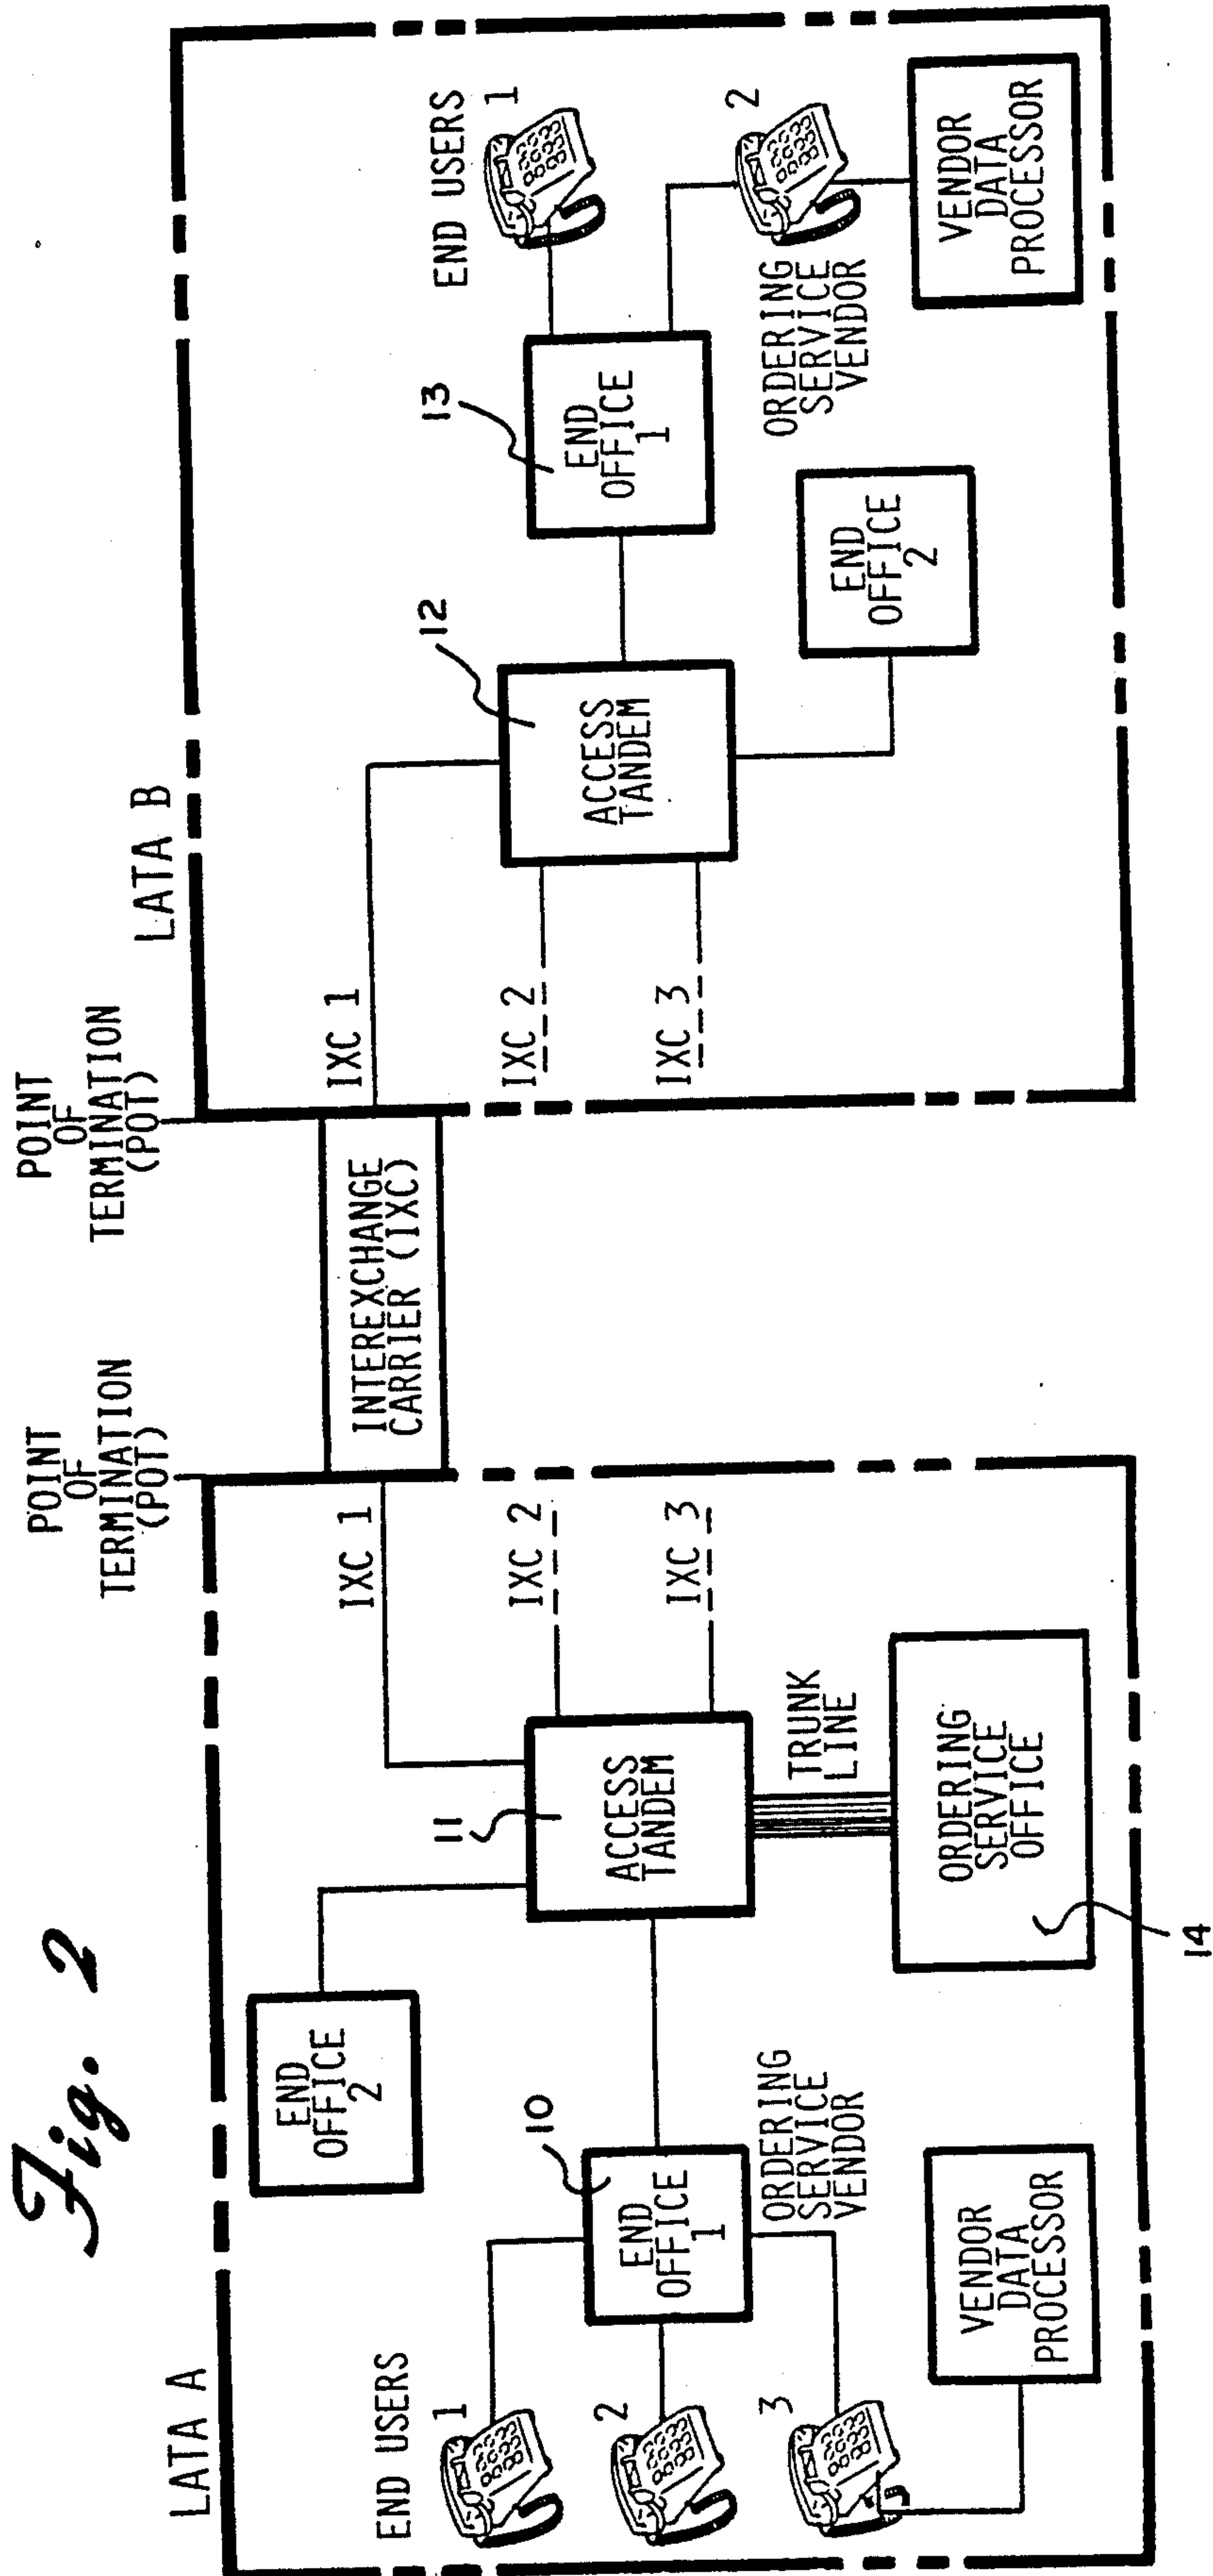 Fig. 2
LATA A
END USERS
1
2
3
END
OFFICE
1
10
END
OFFICE
2
ORDERING
SERVICE
VENDOR
VENDOR
DATA
PROCESSOR
11
ACCESS
TANDEM
TRUNK
LINE
ORDERING
SERVICE
OFFICE
14
IXC 1
IXC 2
IXC 3
POINT
OF
TERMINATION
(POT)
INTEREXCHANGE
CARRIER (IXC)
POINT
OF
TERMINATION
(POT)
LATA B
IXC 1
IXC 2
IXC 3
12
ACCESS
TANDEM
13
END
OFFICE
1
END
OFFICE
2
END USERS
1
2
ORDERING
SERVICE
VENDOR
VENDOR
DATA
PROCESSOR